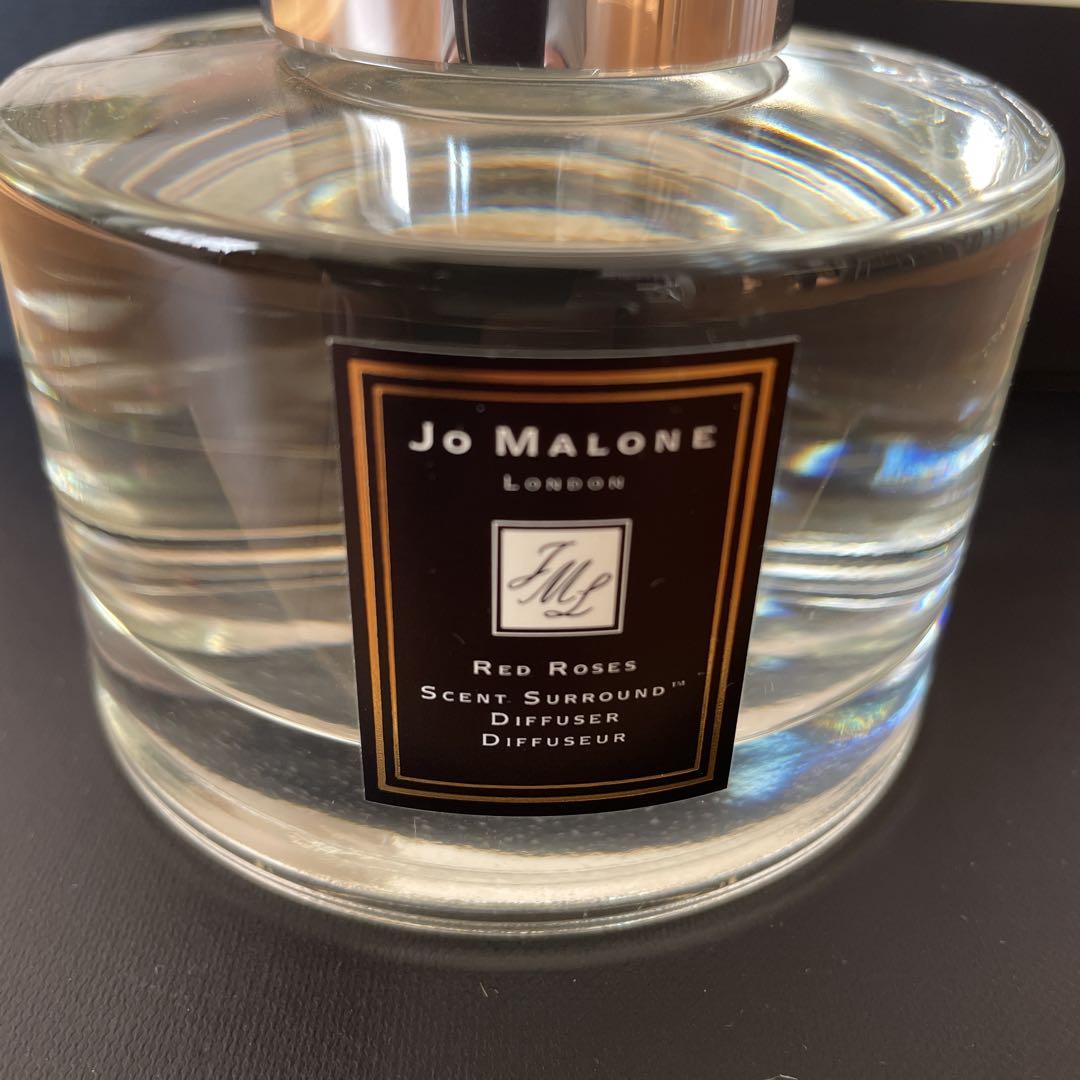 JO MALONE
LONDON
JML
RED ROSES
SCENT SURROUND™
DIFFUSER
DIFFUSEUR